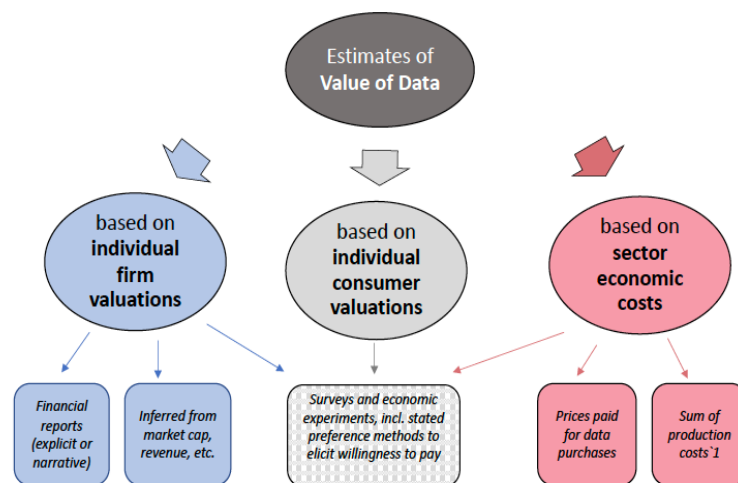 Estimates of
Value of Data
based on
individual
firm
valuations
based on
individual
consumer
valuations
based on
sector
economic
costs
Financial
reports
(explicit or
narrative)
Inferred from
market cap,
revenue, etc.
Surveys and economic
experiments, incl. stated
preference methods to
elicit willingness to pay
Prices paid
for data
purchases
Sum of
production
costs`1